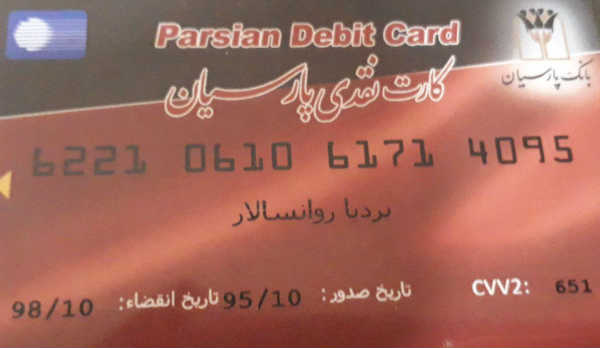 Parsian Debit Card
بانک پارسیان
کارت نقدی پارسیان
6221 0610 6171 4095
بردیا روانسالار
CVV2: 651
تاریخ صدور: 95/10 تاریخ انقضاء: 98/10